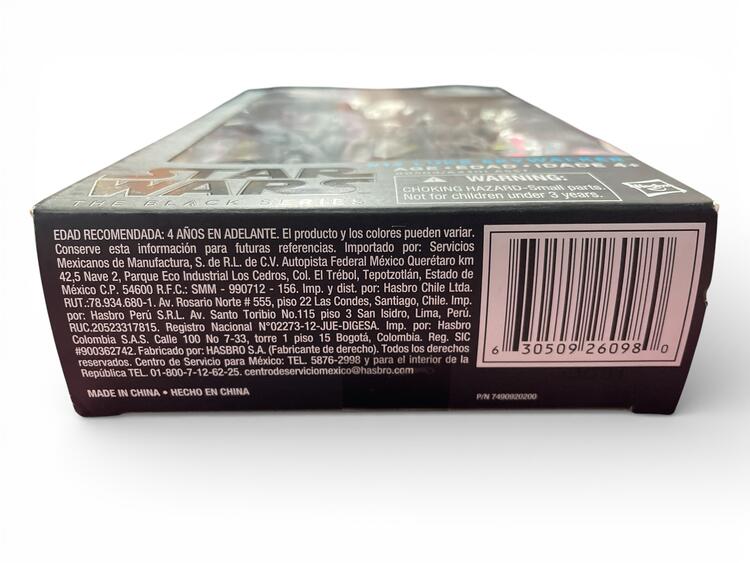 LUKE SKYWALKER
AGE • EDAD • IDADE 4+
STAR
WARS
THE BLACK SERIES
WARNING:
CHOKING HAZARD-Small parts
Not for children under 3 years.
Hasbro
EDAD RECOMENDADA: 4 AÑOS EN ADELANTE. El producto y los colores pueden variar.
Conserve esta información para futuras referencias. Importado por: Servicios
Mexicanos de Manufactura, S. de R.L. de C.V. Autopista Federal México Querétaro km
42,5 Nave 2, Parque Eco Industrial Los Cedros, Col. El Trébol, Tepotzotlán, Estado de
México C.P. 54600 R.F.C.: SMM - 990712 - 156. Imp. y dist. por: Hasbro Chile Ltda.
RUT.:78.934.680-1. Av. Rosario Norte # 555, piso 22 Las Condes, Santiago, Chile. Imp.
por: Hasbro Perú S.R.L. Av. Santo Toribio No.115 piso 3 San Isidro, Lima, Perú.
RUC.20523317815. Registro Nacional N°02273-12-JUE-DIGESA. Imp. por: Hasbro
Colombia S.A.S. Calle 100 No 7-33, torre 1 piso 15 Bogotá, Colombia. Reg. SIC
#900362742. Fabricado por: HASBRO S.A. (Fabricante de derecho). Todos los derechos
reservados. Centro de Servicio para México: TEL. 5876-2998 y para el interior de la
República TEL. 01-800-7-12-62-25. centrodeserviciomexico@hasbro.com
MADE IN CHINA • HECHO EN CHINA
6 30509 26098 0
P/N 7490920200